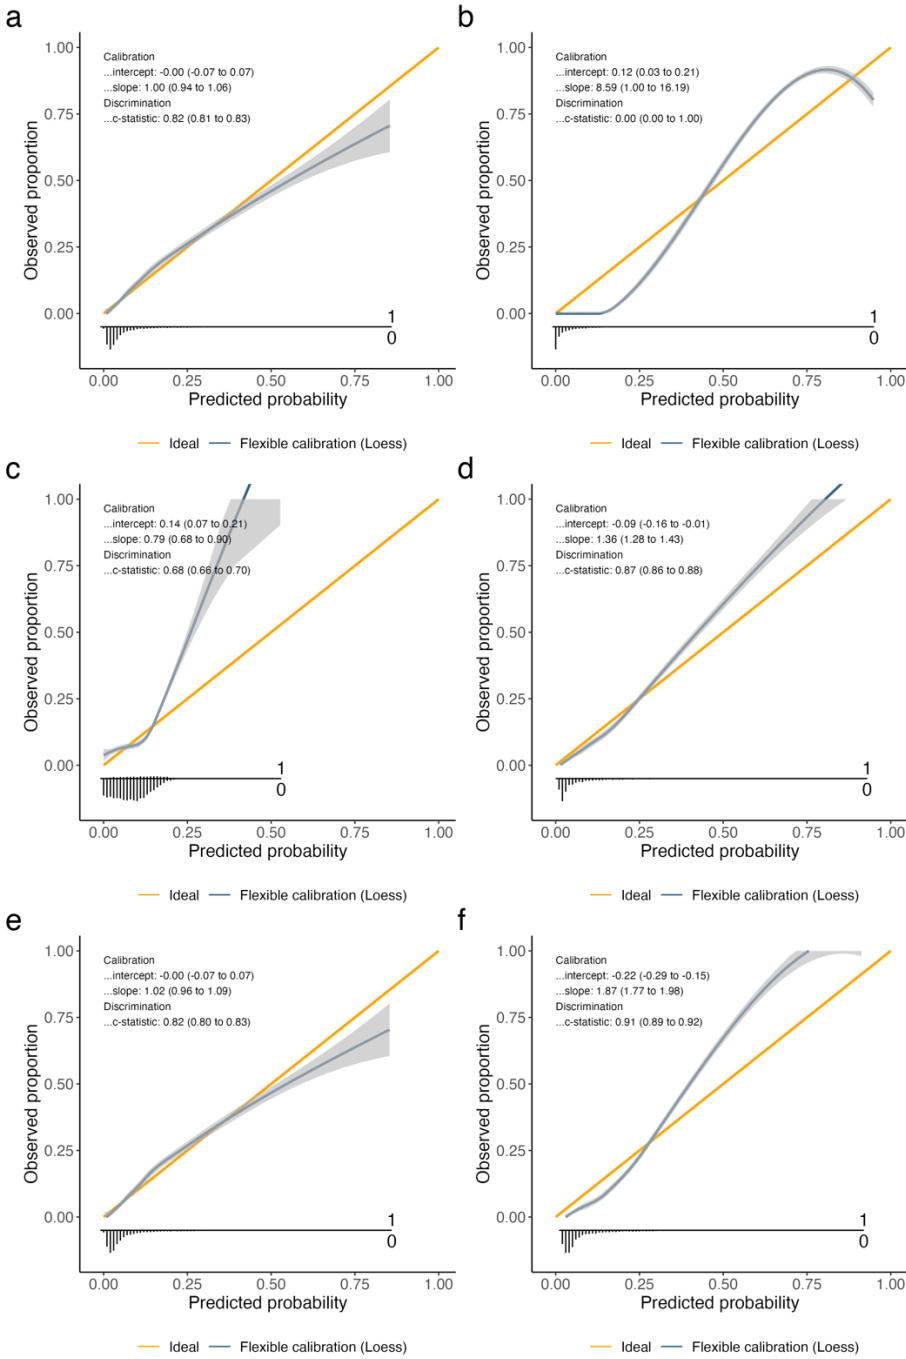 a
Calibration
...intercept: -0.00 (-0.07 to 0.07)
...slope: 1.00 (0.94 to 1.06)
Discrimination
...c-statistic: 0.82 (0.81 to 0.83)
Observed proportion
1.00
0.75
0.50
0.25
0.00
1
0
0.00 0.25 0.50 0.75 1.00
Predicted probability
Ideal Flexible calibration (Loess)
b
Calibration
...intercept: 0.12 (0.03 to 0.21)
...slope: 8.59 (1.00 to 16.19)
Discrimination
...c-statistic: 0.00 (0.00 to 1.00)
Observed proportion
1.00
0.75
0.50
0.25
0.00
1
0
0.00 0.25 0.50 0.75 1.00
Predicted probability
Ideal Flexible calibration (Loess)
c
Calibration
...intercept: 0.14 (0.07 to 0.21)
...slope: 0.79 (0.68 to 0.90)
Discrimination
...c-statistic: 0.68 (0.66 to 0.70)
Observed proportion
1.00
0.75
0.50
0.25
0.00
1
0
0.00 0.25 0.50 0.75 1.00
Predicted probability
Ideal Flexible calibration (Loess)
d
Calibration
...intercept: -0.09 (-0.16 to -0.01)
...slope: 1.36 (1.28 to 1.43)
Discrimination
...c-statistic: 0.87 (0.86 to 0.88)
Observed proportion
1.00
0.75
0.50
0.25
0.00
1
0
0.00 0.25 0.50 0.75 1.00
Predicted probability
Ideal Flexible calibration (Loess)
e
Calibration
...intercept: -0.00 (-0.07 to 0.07)
...slope: 1.02 (0.96 to 1.09)
Discrimination
...c-statistic: 0.82 (0.80 to 0.83)
Observed proportion
1.00
0.75
0.50
0.25
0.00
1
0
0.00 0.25 0.50 0.75 1.00
Predicted probability
Ideal Flexible calibration (Loess)
f
Calibration
...intercept: -0.22 (-0.29 to -0.15)
...slope: 1.87 (1.77 to 1.98)
Discrimination
...c-statistic: 0.91 (0.89 to 0.92)
Observed proportion
1.00
0.75
0.50
0.25
0.00
1
0
0.00 0.25 0.50 0.75 1.00
Predicted probability
Ideal Flexible calibration (Loess)